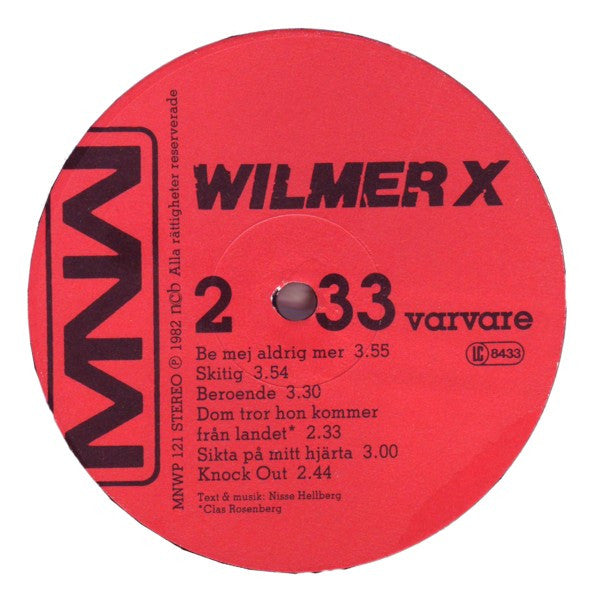 MNW
MNWP 121 STEREO ℗ 1982 ncb Alla rättigheter reserverade
WILMER X
2 33 varvare
LC 8433
Be mej aldrig mer 3.55
Skitig 3.54
Beroende 3.30
Dom tror hon kommer
från landet* 2.33
Sikta på mitt hjärta 3.00
Knock Out 2.44
Text & musik: Nisse Hellberg
*Clas Rosenberg